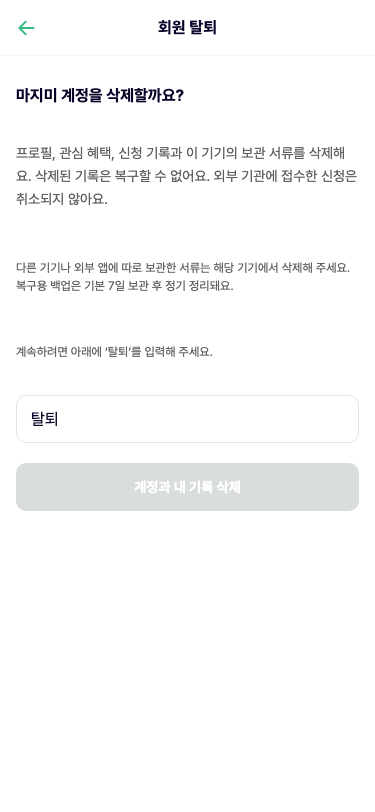 회원 탈퇴
마지미 계정을 삭제할까요?
프로필, 관심 혜택, 신청 기록과 이 기기의 보관 서류를 삭제해
요. 삭제된 기록은 복구할 수 없어요. 외부 기관에 접수한 신청은
취소되지 않아요.
다른 기기나 외부 앱에 따로 보관한 서류는 해당 기기에서 삭제해 주세요.
복구용 백업은 기본 7일 보관 후 정기 정리돼요.
계속하려면 아래에 ‘탈퇴’를 입력해 주세요.
탈퇴
계정과 내 기록 삭제